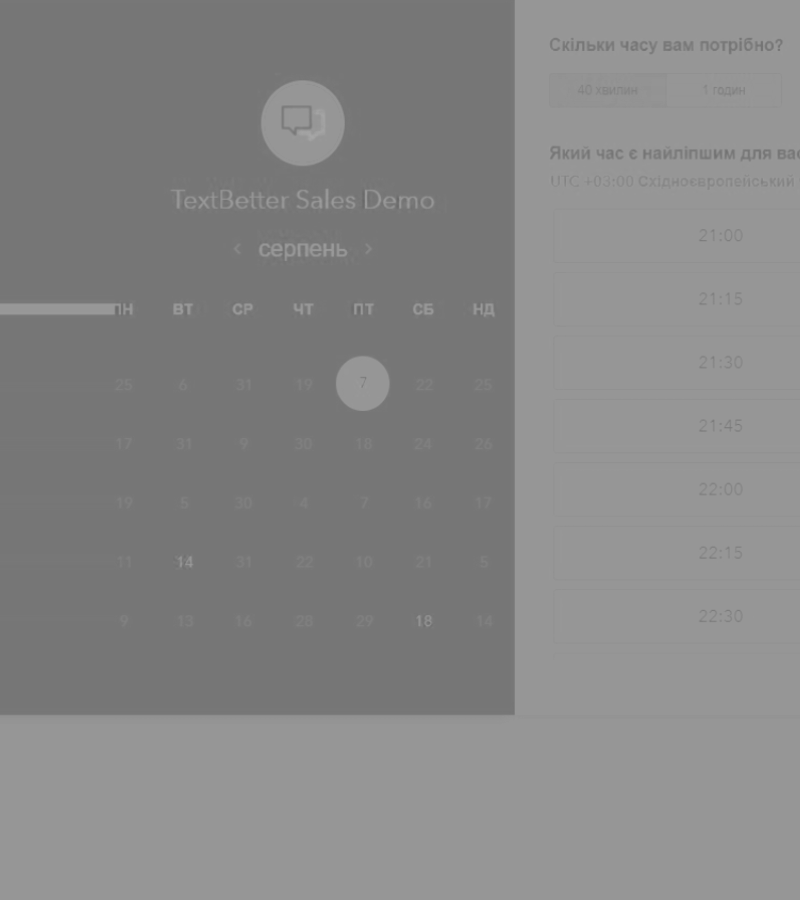 TextBetter Sales Demo
серпень
ПН ВТ СР ЧТ ПТ СБ НД
25 6 31 19 7 22 25
17 31 9 30 18 24 26
19 5 30 4 7 16 17
11 14 31 22 10 21 5
9 13 16 28 29 18 14
Скільки часу вам потрібно?
40 хвилин 1 годин
Який час є найліпшим для вас
UTC +03:00 Східноєвропейський
21:00
21:15
21:30
21:45
22:00
22:15
22:30